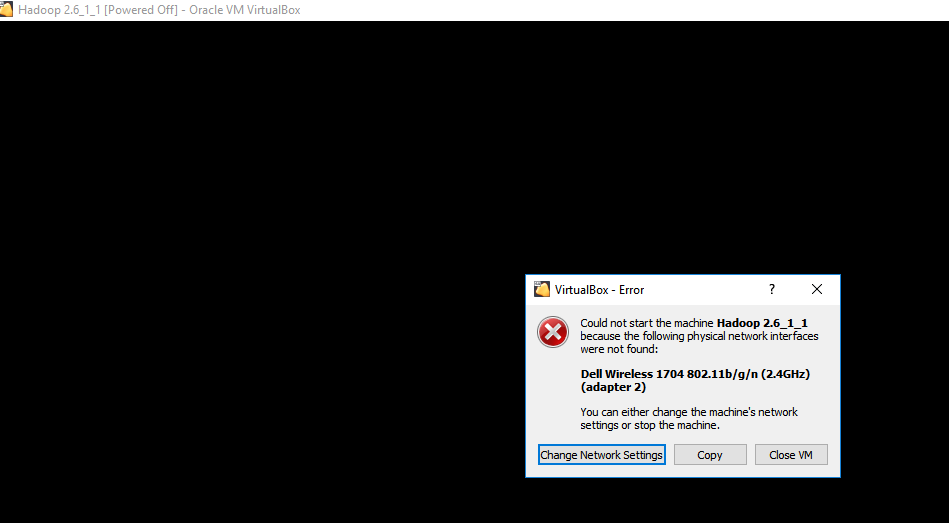 Hadoop 2.6_1_1 [Powered Off] - Oracle VM VirtualBox
VirtualBox - Error
?
Could not start the machine Hadoop 2.6_1_1
because the following physical network interfaces
were not found:
Dell Wireless 1704 802.11b/g/n (2.4GHz)
(adapter 2)
You can either change the machine's network
settings or stop the machine.
Change Network Settings
Copy
Close VM